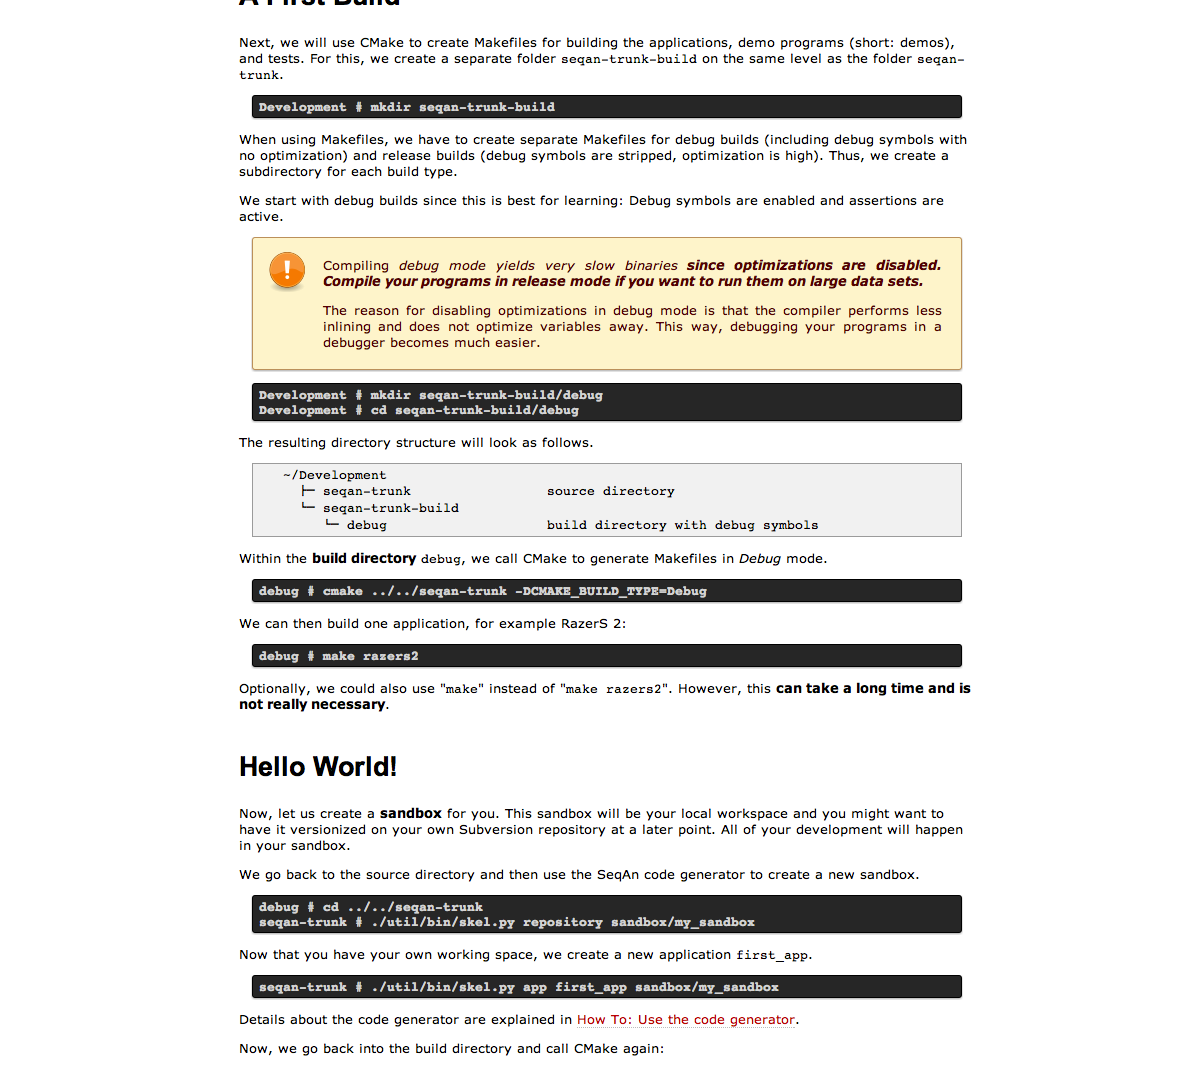 A First Build
Next, we will use CMake to create Makefiles for building the applications, demo programs (short: demos),
and tests. For this, we create a separate folder seqan-trunk-build on the same level as the folder seqan-
trunk.
Development # mkdir seqan-trunk-build
When using Makefiles, we have to create separate Makefiles for debug builds (including debug symbols with
no optimization) and release builds (debug symbols are stripped, optimization is high). Thus, we create a
subdirectory for each build type.
We start with debug builds since this is best for learning: Debug symbols are enabled and assertions are
active.
Compiling debug mode yields very slow binaries since optimizations are disabled.
Compile your programs in release mode if you want to run them on large data sets.
The reason for disabling optimizations in debug mode is that the compiler performs less
inlining and does not optimize variables away. This way, debugging your programs in a
debugger becomes much easier.
Development # mkdir seqan-trunk-build/debug
Development # cd seqan-trunk-build/debug
The resulting directory structure will look as follows.
~/Development
├─ seqan-trunk source directory
└─ seqan-trunk-build
└─ debug build directory with debug symbols
Within the build directory debug, we call CMake to generate Makefiles in Debug mode.
debug # cmake ../../seqan-trunk -DCMAKE_BUILD_TYPE=Debug
We can then build one application, for example RazerS 2:
debug # make razers2
Optionally, we could also use "make" instead of "make razers2". However, this can take a long time and is
not really necessary.
Hello World!
Now, let us create a sandbox for you. This sandbox will be your local workspace and you might want to
have it versionized on your own Subversion repository at a later point. All of your development will happen
in your sandbox.
We go back to the source directory and then use the SeqAn code generator to create a new sandbox.
debug # cd ../../seqan-trunk
seqan-trunk # ./util/bin/skel.py repository sandbox/my_sandbox
Now that you have your own working space, we create a new application first_app.
seqan-trunk # ./util/bin/skel.py app first_app sandbox/my_sandbox
Details about the code generator are explained in How To: Use the code generator.
Now, we go back into the build directory and call CMake again: